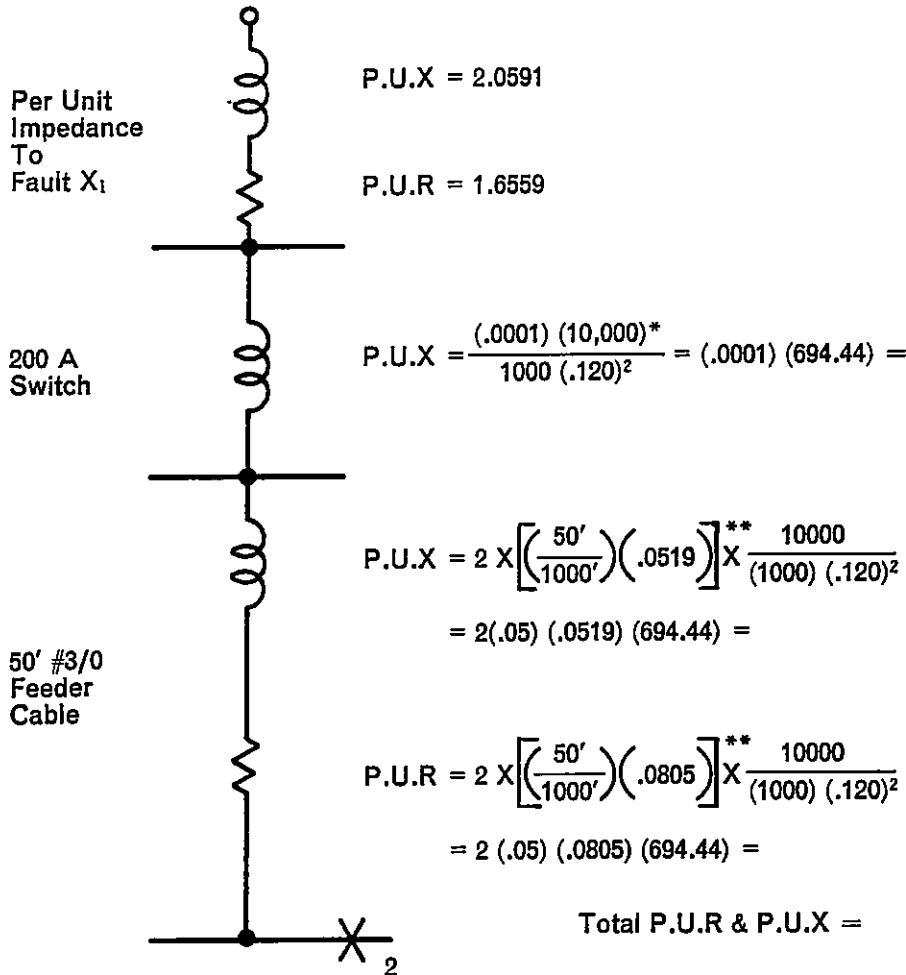 Per Unit
Impedance
To
Fault X₁
P.U.X = 2.0591
P.U.R = 1.6559
200 A
Switch
P.U.X = (.0001) (10,000)* / 1000 (.120)² = (.0001) (694.44) =
50' #3/0
Feeder
Cable
P.U.X = 2 X [(50'/1000')(.0519)]** X 10000 / (1000) (.120)²
= 2(.05) (.0519) (694.44) =
P.U.R = 2 X [(50'/1000')(.0805)]** X 10000 / (1000) (.120)²
= 2 (.05) (.0805) (694.44) =
Total P.U.R & P.U.X =
X₂